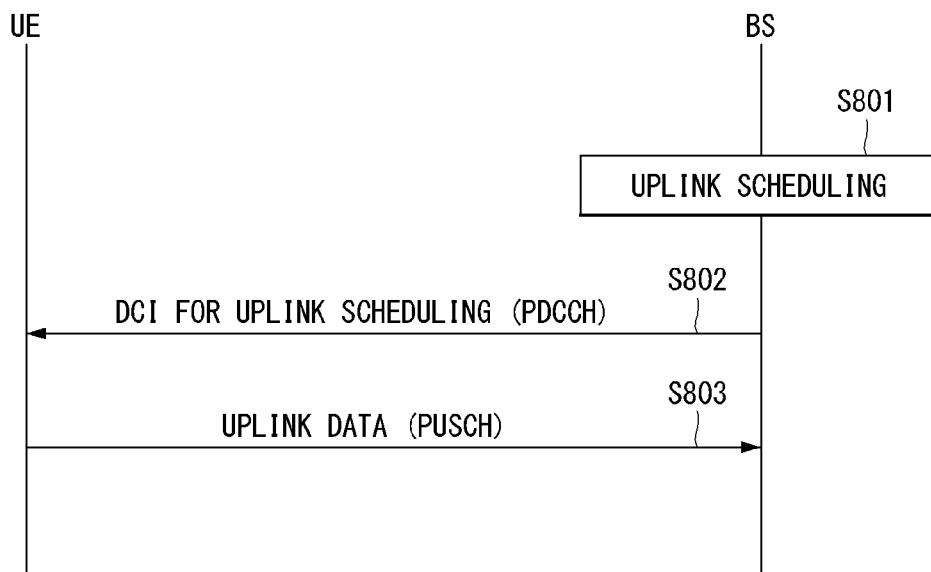 UE
BS
S801
UPLINK SCHEDULING
S802
DCI FOR UPLINK SCHEDULING (PDCCH)
S803
UPLINK DATA (PUSCH)